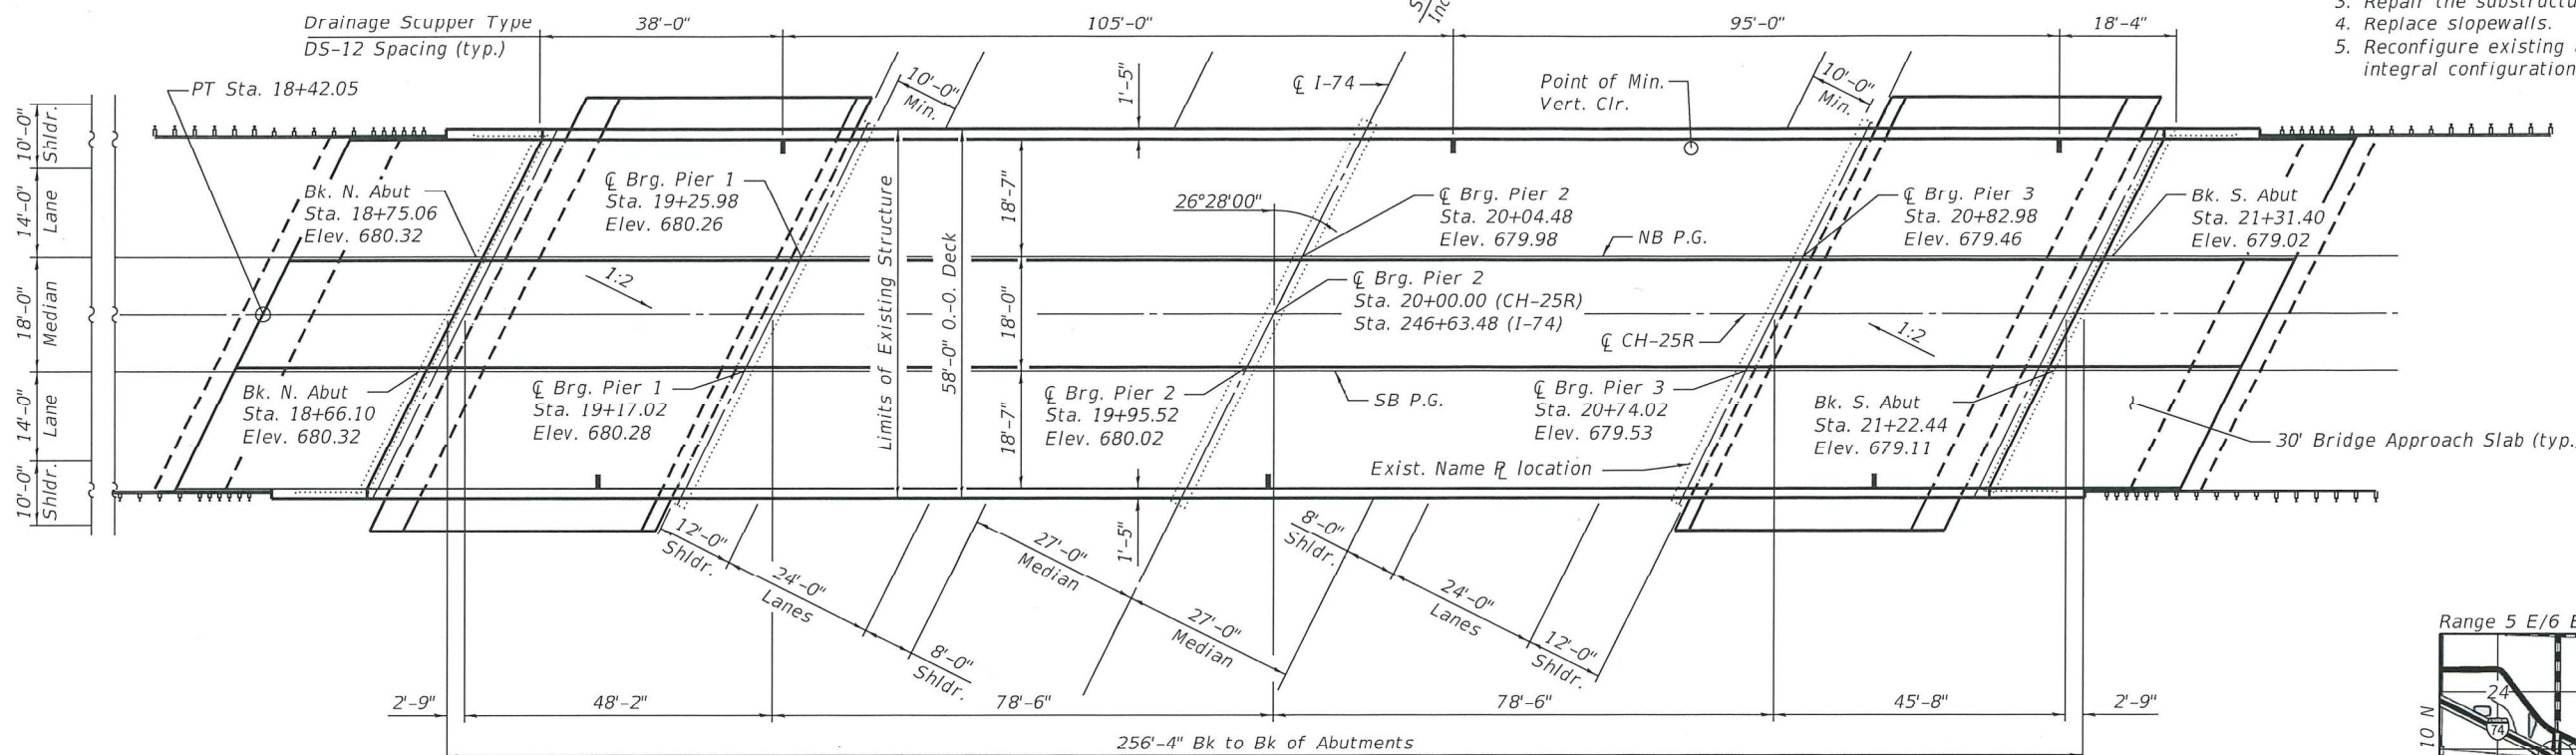 Drainage Scupper Type
DS-12 Spacing (typ.)
38'-0"
105'-0"
95'-0"
18'-4"
4. Replace slopewalls.
5. Reconfigure existing
integral configuration
PT Sta. 18+42.05
10'-0"
Min.
1'-5"
℄ I-74
Point of Min.
Vert. Clr.
10'-0"
Min.
10'-0"
Shldr.
14'-0"
Lane
18'-0"
Median
14'-0"
Lane
10'-0"
Shldr.
Bk. N. Abut
Sta. 18+75.06
Elev. 680.32
℄ Brg. Pier 1
Sta. 19+25.98
Elev. 680.26
Limits of Existing Structure
58'-0" O.-O. Deck
18'-7"
18'-0"
18'-7"
26°28'00"
℄ Brg. Pier 2
Sta. 20+04.48
Elev. 679.98
NB P.G.
℄ Brg. Pier 3
Sta. 20+82.98
Elev. 679.46
Bk. S. Abut
Sta. 21+31.40
Elev. 679.02
1:2
℄ Brg. Pier 2
Sta. 20+00.00 (CH-25R)
Sta. 246+63.48 (I-74)
℄ CH-25R
1:2
Bk. N. Abut
Sta. 18+66.10
Elev. 680.32
℄ Brg. Pier 1
Sta. 19+17.02
Elev. 680.28
℄ Brg. Pier 2
Sta. 19+95.52
Elev. 680.02
SB P.G.
℄ Brg. Pier 3
Sta. 20+74.02
Elev. 679.53
Bk. S. Abut
Sta. 21+22.44
Elev. 679.11
30' Bridge Approach Slab (typ.
Exist. Name ⅊ location
1'-5"
12'-0"
Shldr.
24'-0"
Lanes
8'-0"
Shldr.
27'-0"
Median
27'-0"
Median
8'-0"
Shldr.
24'-0"
Lanes
12'-0"
Shldr.
2'-9"
48'-2"
78'-6"
78'-6"
45'-8"
2'-9"
256'-4" Bk to Bk of Abutments
Range 5 E/6
24
74
10 N